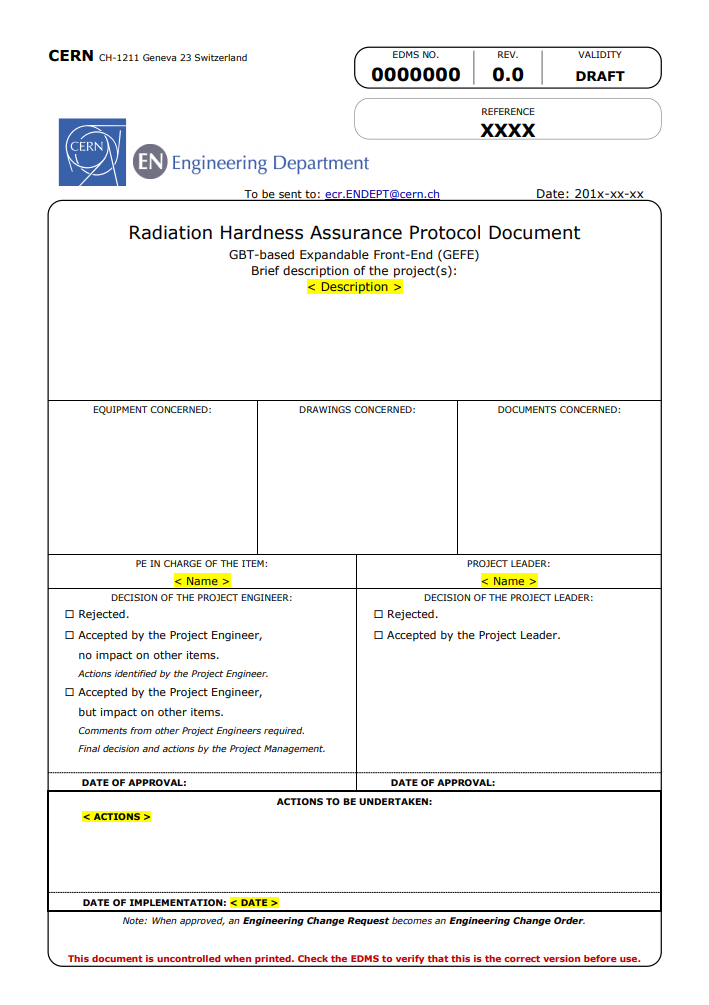 CERN CH-1211 Geneva 23 Switzerland
EDMS NO. REV. VALIDITY
0000000 0.0 DRAFT
REFERENCE
XXXX
CERN
EN Engineering Department
To be sent to: ecr.ENDEPT@cern.ch Date: 201x-xx-xx
Radiation Hardness Assurance Protocol Document
GBT-based Expandable Front-End (GEFE)
Brief description of the project(s):
< Description >
EQUIPMENT CONCERNED: DRAWINGS CONCERNED: DOCUMENTS CONCERNED:
PE IN CHARGE OF THE ITEM:
< Name >
PROJECT LEADER:
< Name >
DECISION OF THE PROJECT ENGINEER:
☐ Rejected.
☐ Accepted by the Project Engineer,
no impact on other items.
Actions identified by the Project Engineer.
☐ Accepted by the Project Engineer,
but impact on other items.
Comments from other Project Engineers required.
Final decision and actions by the Project Management.
DECISION OF THE PROJECT LEADER:
☐ Rejected.
☐ Accepted by the Project Leader.
DATE OF APPROVAL: DATE OF APPROVAL:
ACTIONS TO BE UNDERTAKEN:
< ACTIONS >
DATE OF IMPLEMENTATION: < DATE >
Note: When approved, an Engineering Change Request becomes an Engineering Change Order.
This document is uncontrolled when printed. Check the EDMS to verify that this is the correct version before use.